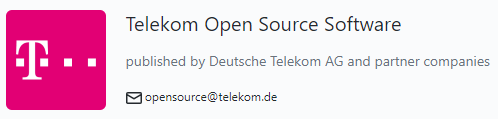 T
Telekom Open Source Software
published by Deutsche Telekom AG and partner companies
opensource@telekom.de